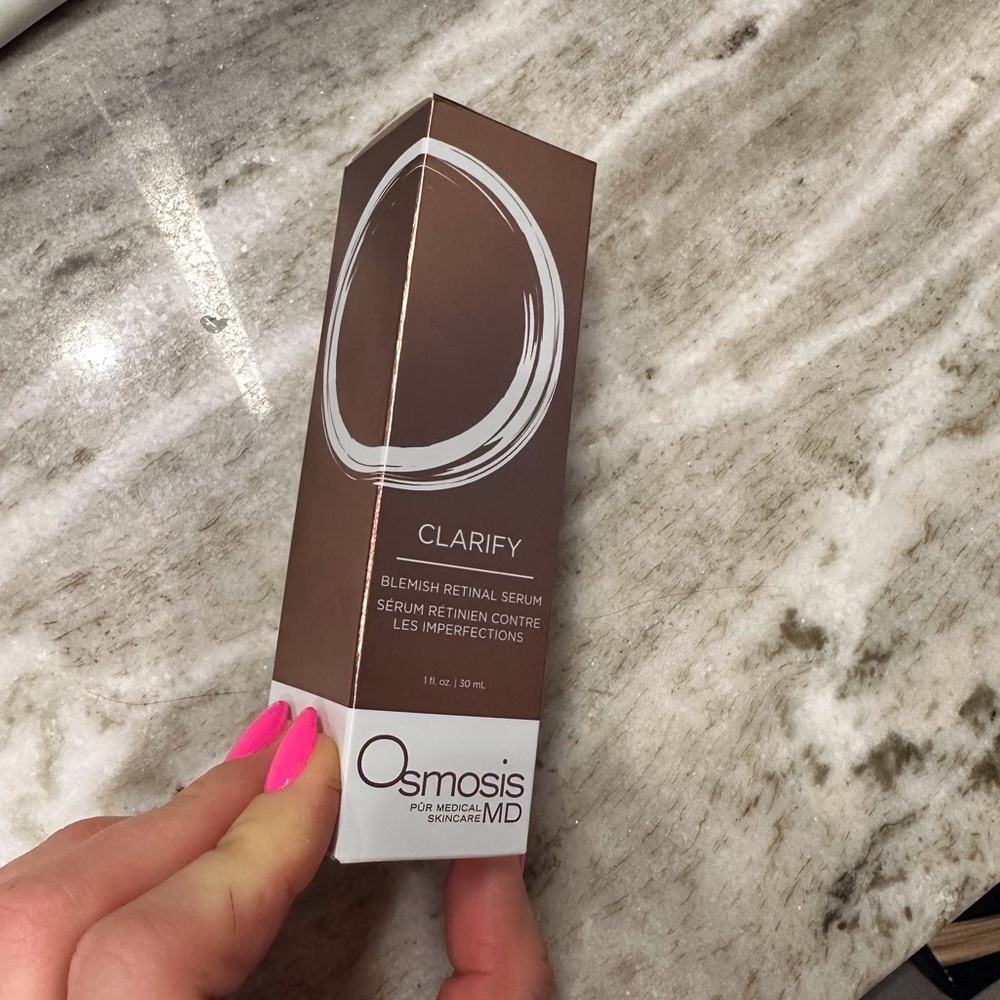 CLARIFY
BLEMISH RETINAL SERUM
SÉRUM RÉTINIEN CONTRE
LES IMPERFECTIONS
1 fl. oz. | 30 mL
Osmosis
PŪR MEDICAL
SKINCARE MD